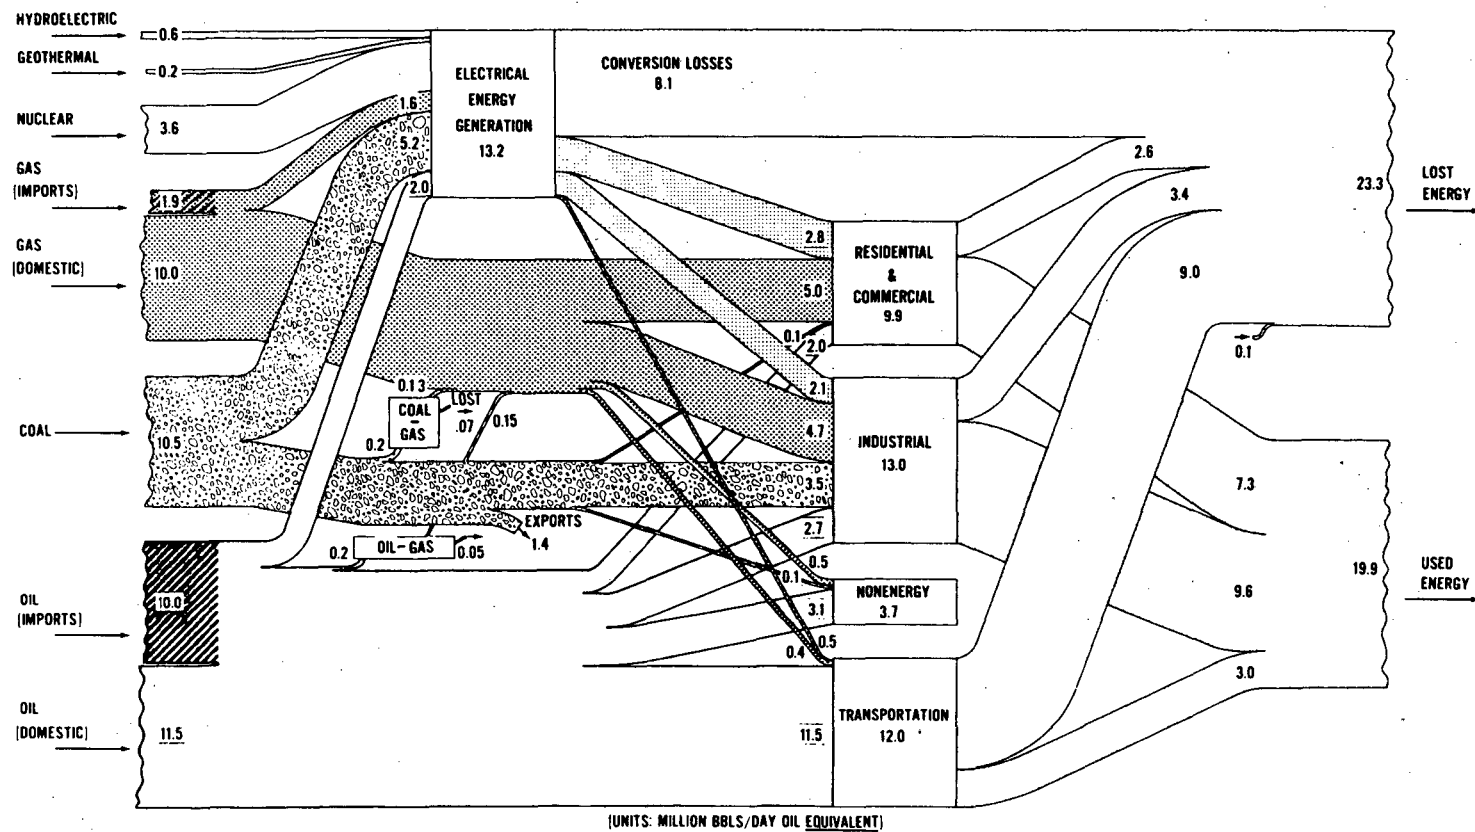 HYDROELECTRIC
0.6
GEOTHERMAL
0.2
NUCLEAR
3.6
GAS
(IMPORTS)
1.9
GAS
(DOMESTIC)
10.0
COAL
10.5
OIL
(IMPORTS)
10.0
OIL
(DOMESTIC)
11.5
1.6
5.2
2.0
ELECTRICAL
ENERGY
GENERATION
13.2
CONVERSION LOSSES
8.1
0.13
COAL
-
GAS
LOST
.07
0.15
0.2
EXPORTS
1.4
0.2
OIL-GAS
0.05
2.8
5.0
0.1
2.0
RESIDENTIAL
&
COMMERCIAL
9.9
2.1
4.7
3.5
2.7
INDUSTRIAL
13.0
0.5
0.1
3.1
NONENERGY
3.7
0.5
0.4
11.5
TRANSPORTATION
12.0
2.6
3.4
9.0
23.3
LOST
ENERGY
0.1
7.3
9.6
3.0
19.9
USED
ENERGY
(UNITS: MILLION BBLS/DAY OIL EQUIVALENT)